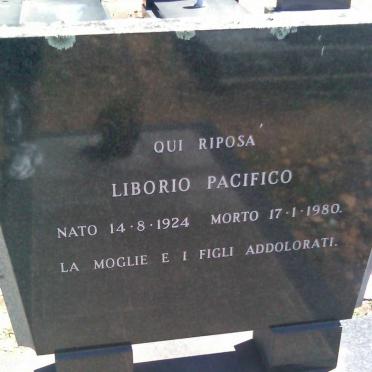 QUI RIPOSA
LIBORIO PACIFICO
NATO 14·8·1924 MORTO 17·1·1980.
LA MOGLIE E I FIGLI ADDOLORATI.